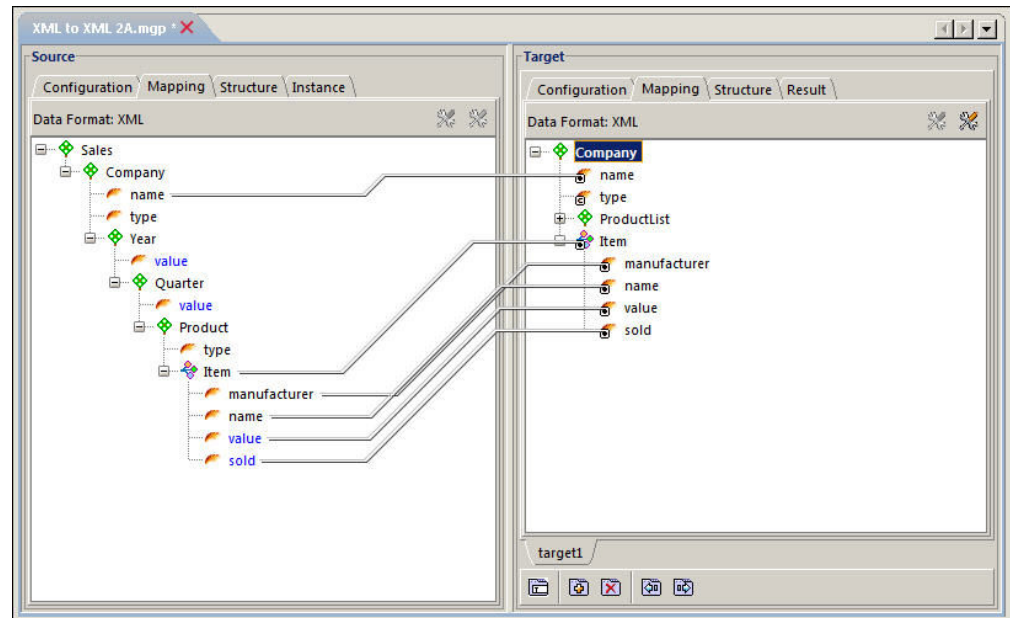 XML to XML 2A.mgp *
Source
Configuration Mapping Structure Instance
Data Format: XML
Sales
Company
name
type
Year
value
Quarter
value
Product
type
Item
manufacturer
name
value
sold
Target
Configuration Mapping Structure Result
Data Format: XML
Company
name
type
ProductList
Item
manufacturer
name
value
sold
target1